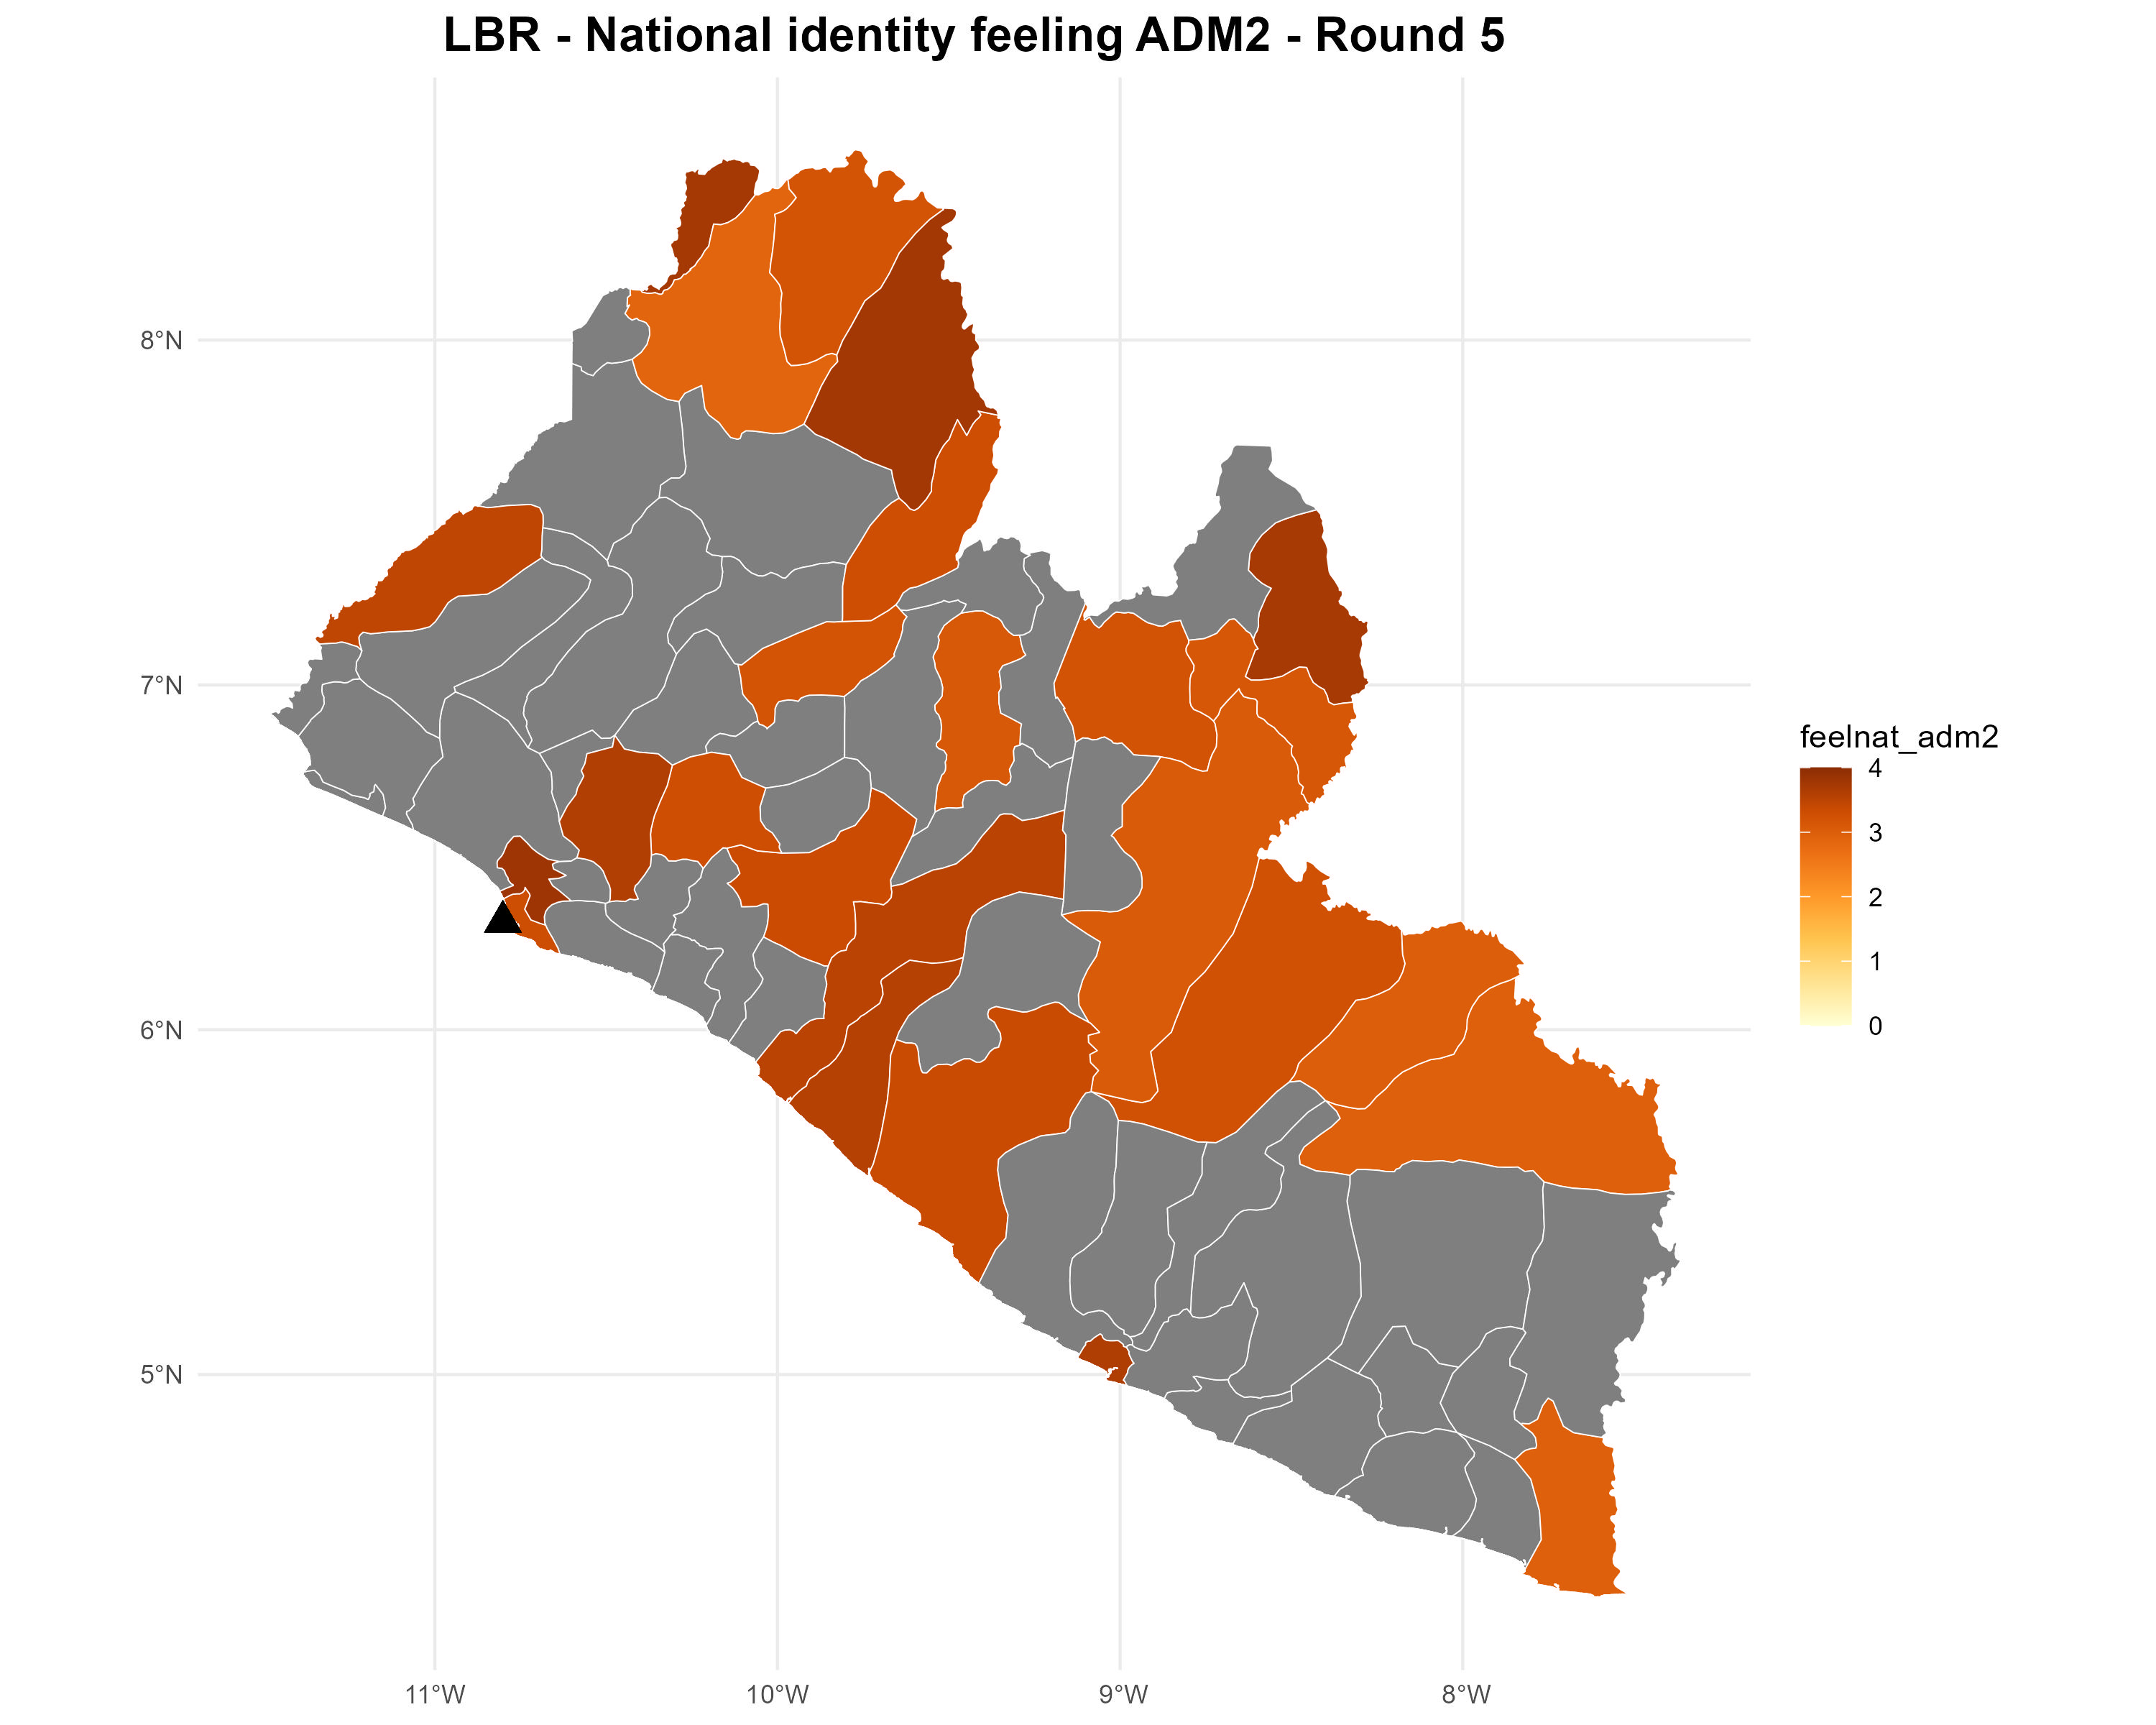 LBR - National identity feeling ADM2 - Round 5
8°N
7°N
6°N
5°N
11°W
10°W
9°W
8°W
feelnat_adm2
4
3
2
1
0